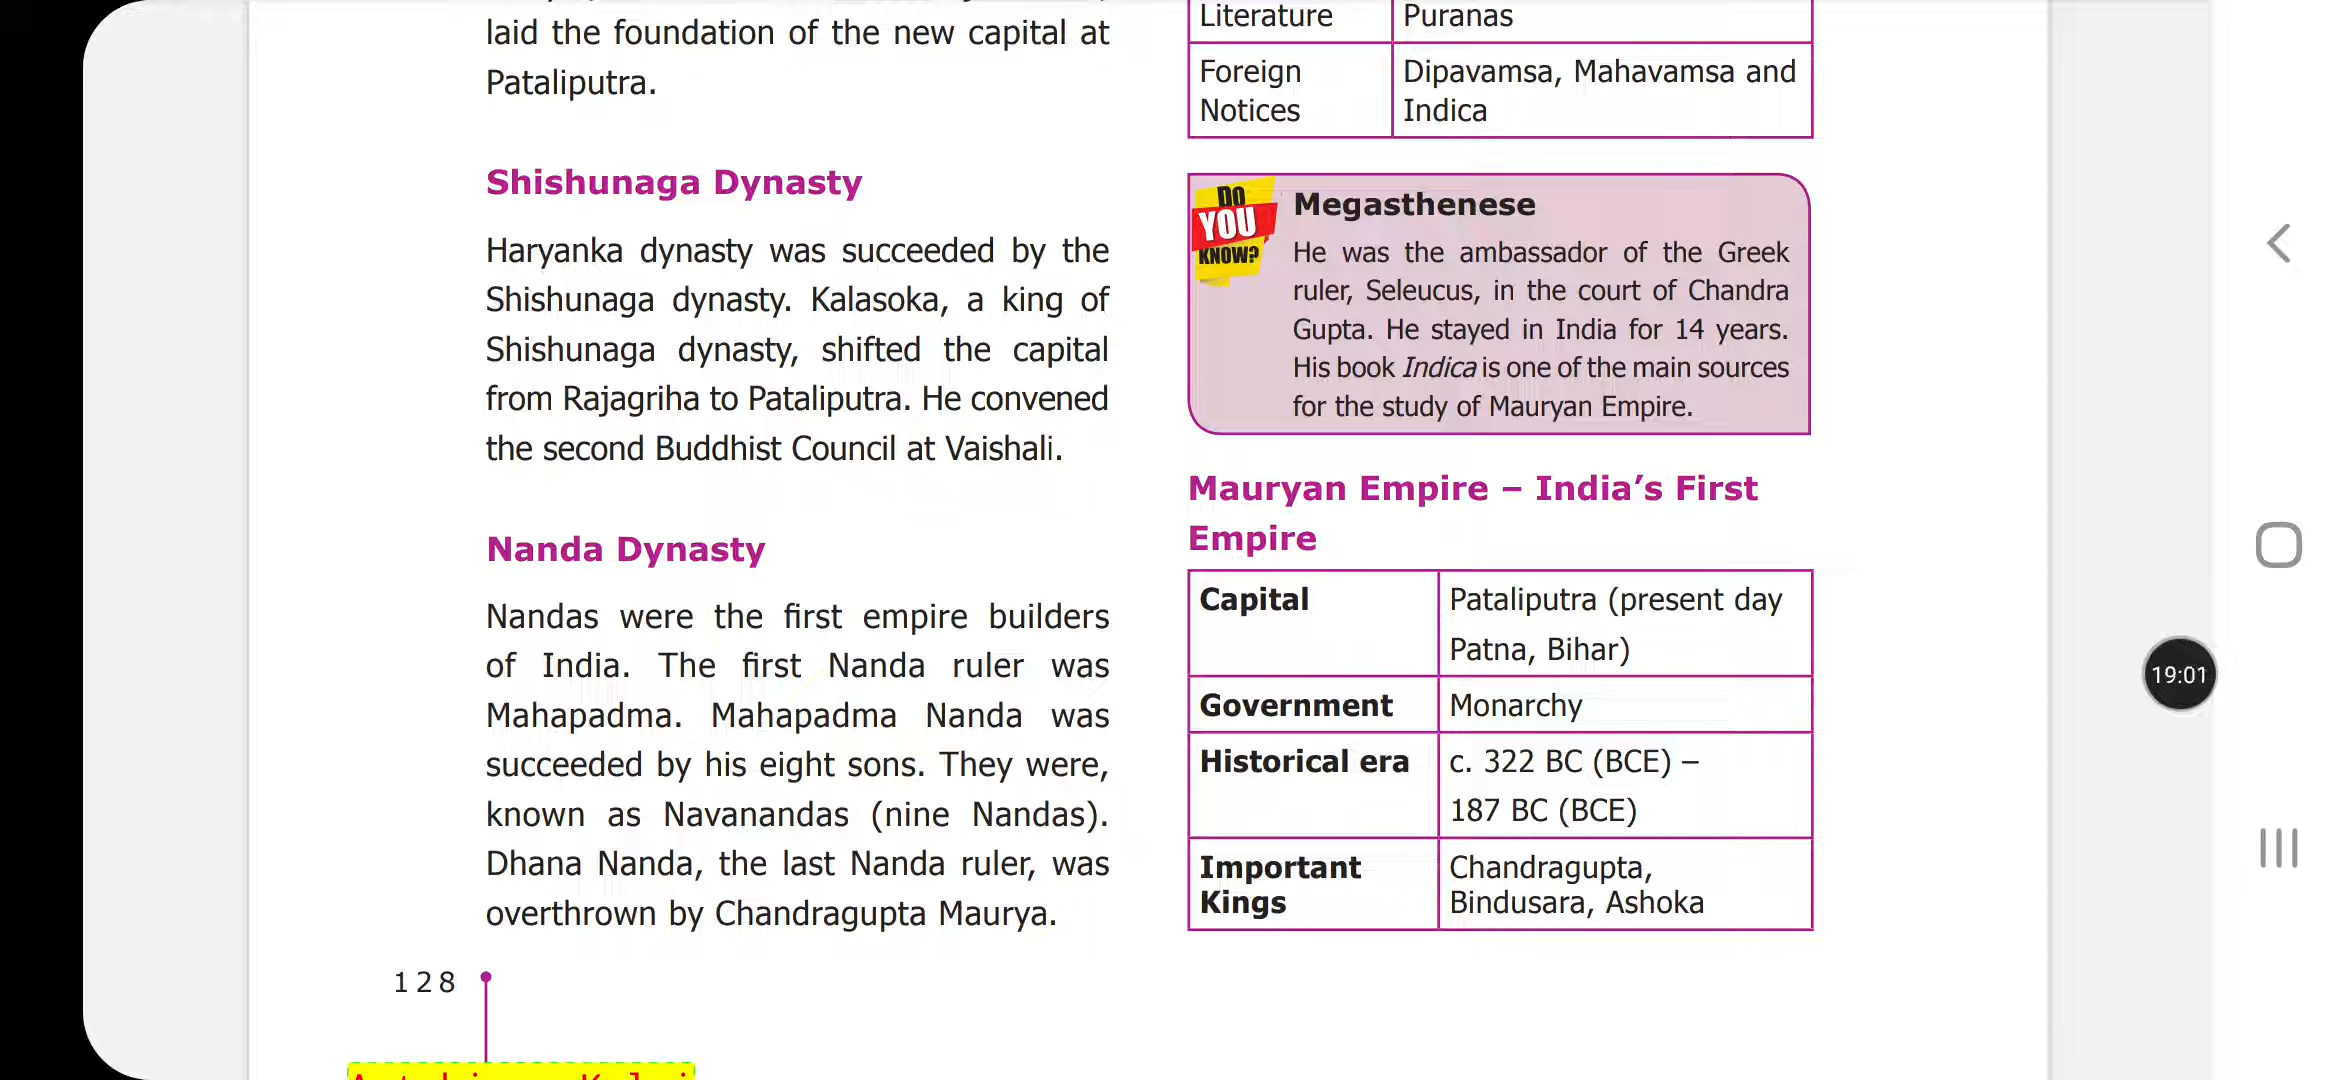 laid the foundation of the new capital at
Pataliputra.
Shishunaga Dynasty
Haryanka dynasty was succeeded by the
Shishunaga dynasty. Kalasoka, a king of
Shishunaga dynasty, shifted the capital
from Rajagriha to Pataliputra. He convened
the second Buddhist Council at Vaishali.
Nanda Dynasty
Nandas were the first empire builders
of India. The first Nanda ruler was
Mahapadma. Mahapadma Nanda was
succeeded by his eight sons. They were,
known as Navanandas (nine Nandas).
Dhana Nanda, the last Nanda ruler, was
overthrown by Chandragupta Maurya.
128
Literature Puranas
Foreign Notices Dipavamsa, Mahavamsa and
Indica
DO
YOU
KNOW?
Megasthenese
He was the ambassador of the Greek
ruler, Seleucus, in the court of Chandra
Gupta. He stayed in India for 14 years.
His book Indica is one of the main sources
for the study of Mauryan Empire.
Mauryan Empire – India's First
Empire
Capital Pataliputra (present day
Patna, Bihar)
Government Monarchy
Historical era c. 322 BC (BCE) –
187 BC (BCE)
Important Kings Chandragupta,
Bindusara, Ashoka
19:01